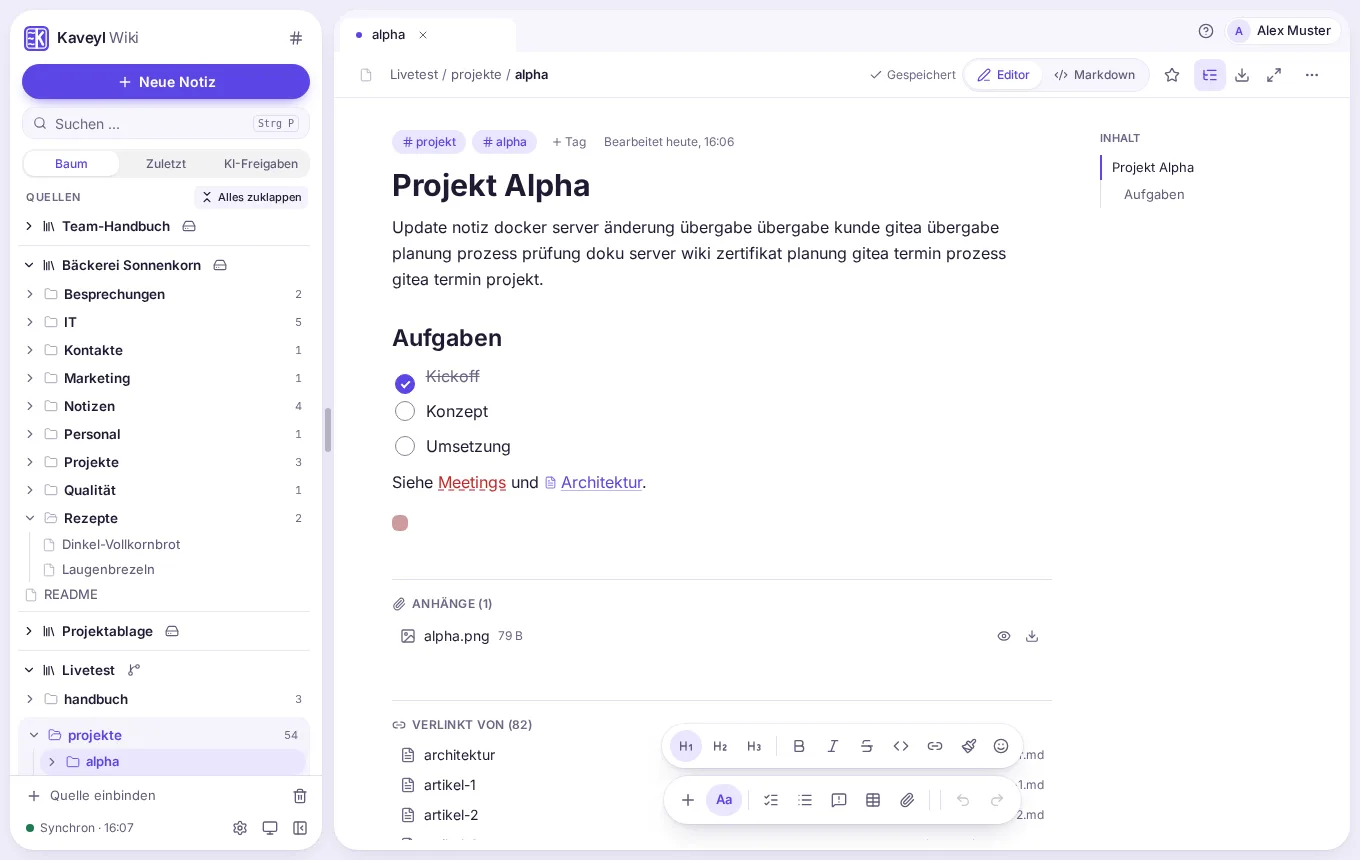 Kaveyl Wiki
Neue Notiz
Suchen ...
Strg P
Baum
Zuletzt
KI-Freigaben
QUELLEN
Alles zuklappen
Team-Handbuch
Bäckerei Sonnenkorn
Besprechungen 2
IT 5
Kontakte 1
Marketing 1
Notizen 4
Personal 1
Projekte 3
Qualität 1
Rezepte 2
Dinkel-Vollkornbrot
Laugenbrezeln
README
Projektablage
Livetest
handbuch 3
projekte 54
alpha
Quelle einbinden
Synchron · 16:07
alpha
A
Alex Muster
Livetest / projekte / alpha
Gespeichert
Editor
Markdown
# projekt
# alpha
+ Tag
Bearbeitet heute, 16:06
Projekt Alpha
Update notiz docker server änderung übergabe übergabe kunde gitea übergabe
planung prozess prüfung doku server wiki zertifikat planung gitea termin prozess
gitea termin projekt.
Aufgaben
Kickoff
Konzept
Umsetzung
Siehe Meetings und Architektur.
ANHÄNGE (1)
alpha.png 79 B
VERLINKT VON (82)
architektur
r.md
artikel-1
1.md
artikel-2
2.md
H1 H2 H3 B I S
Aa
INHALT
Projekt Alpha
Aufgaben